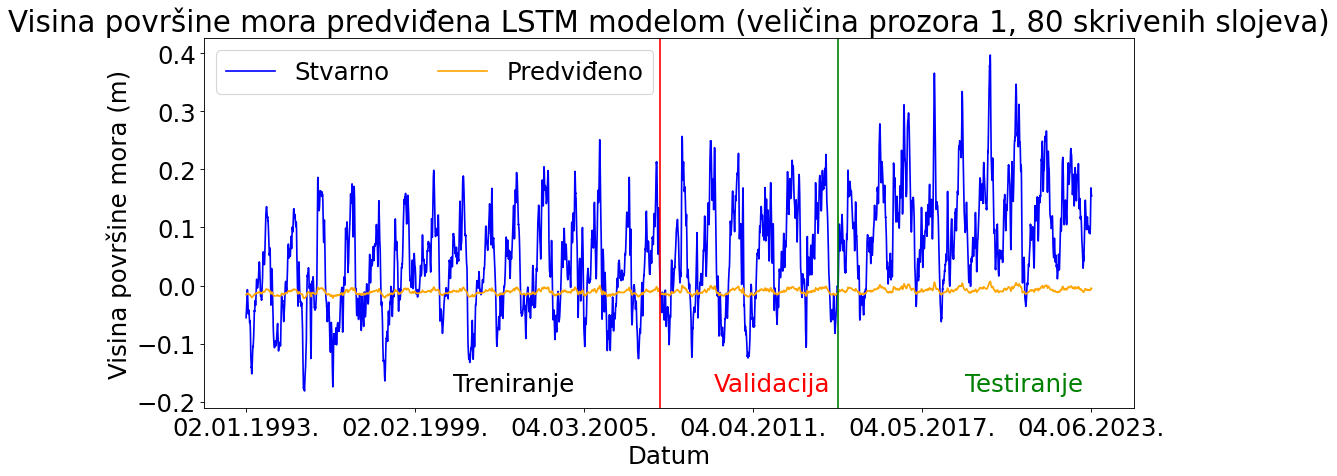 Visina površine mora predviđena LSTM modelom (veličina prozora 1, 80 skrivenih slojeva)
Stvarno
Predviđeno
Visina površine mora (m)
0.4
0.3
0.2
0.1
0.0
−0.1
−0.2
Treniranje
Validacija
Testiranje
02.01.1993.
02.02.1999.
04.03.2005.
04.04.2011.
04.05.2017.
04.06.2023.
Datum